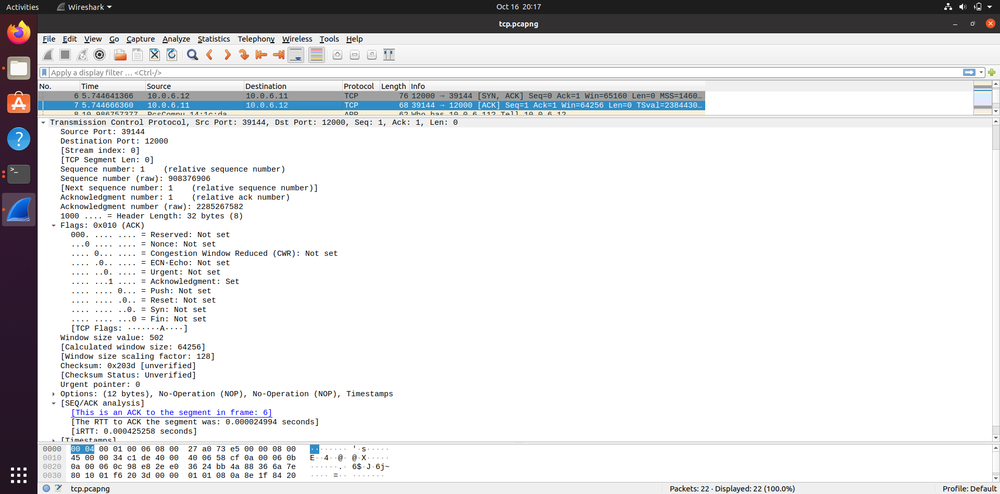 Activities Wireshark Oct 16 20:17
tcp.pcapng
File Edit View Go Capture Analyze Statistics Telephony Wireless Tools Help
Apply a display filter … <Ctrl-/>
No. Time Source Destination Protocol Length Info
6 5.744641366 10.0.6.12 10.0.6.11 TCP 76 12000 → 39144 [SYN, ACK] Seq=0 Ack=1 Win=65160 Len=0 MSS=1460…
7 5.744666360 10.0.6.11 10.0.6.12 TCP 68 39144 → 12000 [ACK] Seq=1 Ack=1 Win=64256 Len=0 TSval=2384430…
8 10.986757377 PcsCompu_14:1c:da ARP 62 Who has 10.0.6.11? Tell 10.0.6.12
Transmission Control Protocol, Src Port: 39144, Dst Port: 12000, Seq: 1, Ack: 1, Len: 0
Source Port: 39144
Destination Port: 12000
[Stream index: 0]
[TCP Segment Len: 0]
Sequence number: 1 (relative sequence number)
Sequence number (raw): 908376906
[Next sequence number: 1 (relative sequence number)]
Acknowledgment number: 1 (relative ack number)
Acknowledgment number (raw): 2285267582
1000 .... = Header Length: 32 bytes (8)
Flags: 0x010 (ACK)
000. .... .... = Reserved: Not set
...0 .... .... = Nonce: Not set
.... 0... .... = Congestion Window Reduced (CWR): Not set
.... .0.. .... = ECN-Echo: Not set
.... ..0. .... = Urgent: Not set
.... ...1 .... = Acknowledgment: Set
.... .... 0... = Push: Not set
.... .... .0.. = Reset: Not set
.... .... ..0. = Syn: Not set
.... .... ...0 = Fin: Not set
[TCP Flags: ·······A····]
Window size value: 502
[Calculated window size: 64256]
[Window size scaling factor: 128]
Checksum: 0x203d [unverified]
[Checksum Status: Unverified]
Urgent pointer: 0
Options: (12 bytes), No-Operation (NOP), No-Operation (NOP), Timestamps
[SEQ/ACK analysis]
[This is an ACK to the segment in frame: 6]
[The RTT to ACK the segment was: 0.000024994 seconds]
[iRTT: 0.000425258 seconds]
[Timestamps]
0000 00 04 00 01 00 06 08 00 27 a0 73 e5 00 00 08 00 ········ '·s·····
0010 45 00 00 34 c1 de 40 00 40 06 58 cf 0a 00 06 0b E··4··@· @·X·····
0020 0a 00 06 0c 98 e8 2e e0 36 24 bb 4a 88 36 6a 7e ······.· 6$·J·6j~
0030 80 10 01 f6 20 3d 00 00 01 01 08 0a 8e 1f 84 20 ···· =·· ·······
tcp.pcapng Packets: 22 · Displayed: 22 (100.0%) Profile: Default